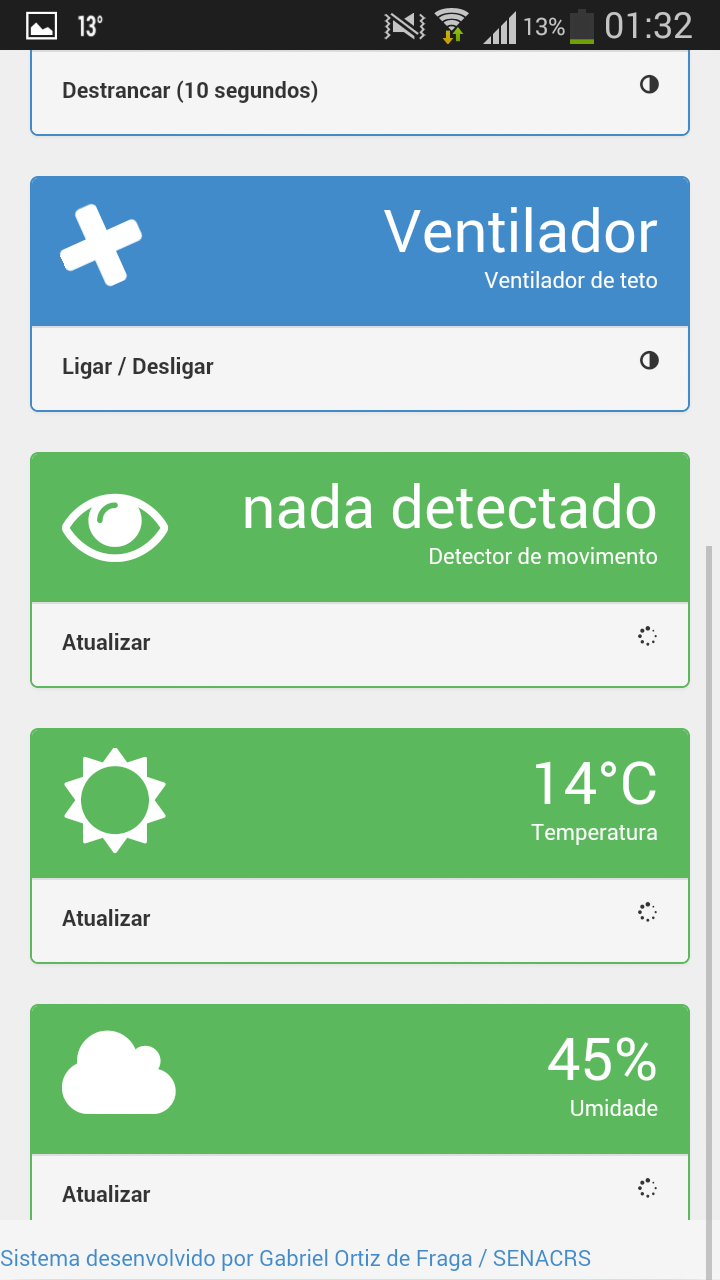 13°
13%
01:32
Destrancar (10 segundos)
Ventilador
Ventilador de teto
Ligar / Desligar
nada detectado
Detector de movimento
Atualizar
14°C
Temperatura
Atualizar
45%
Umidade
Atualizar
Sistema desenvolvido por Gabriel Ortiz de Fraga / SENACRS